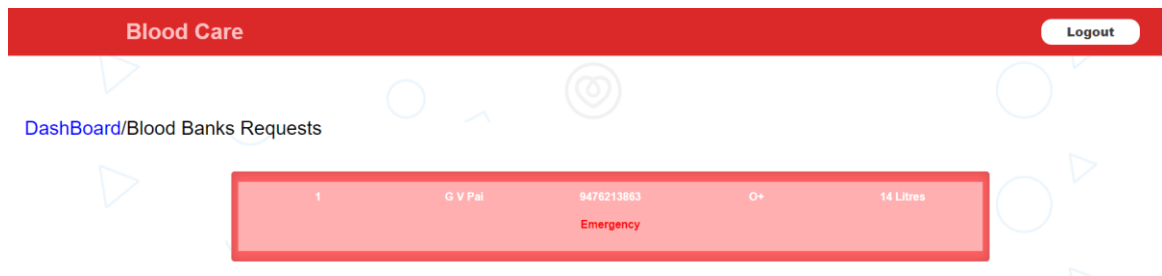 Blood Care Logout
DashBoard/Blood Banks Requests
1 G V Pai 9476213863 O+ 14 Litres
Emergency